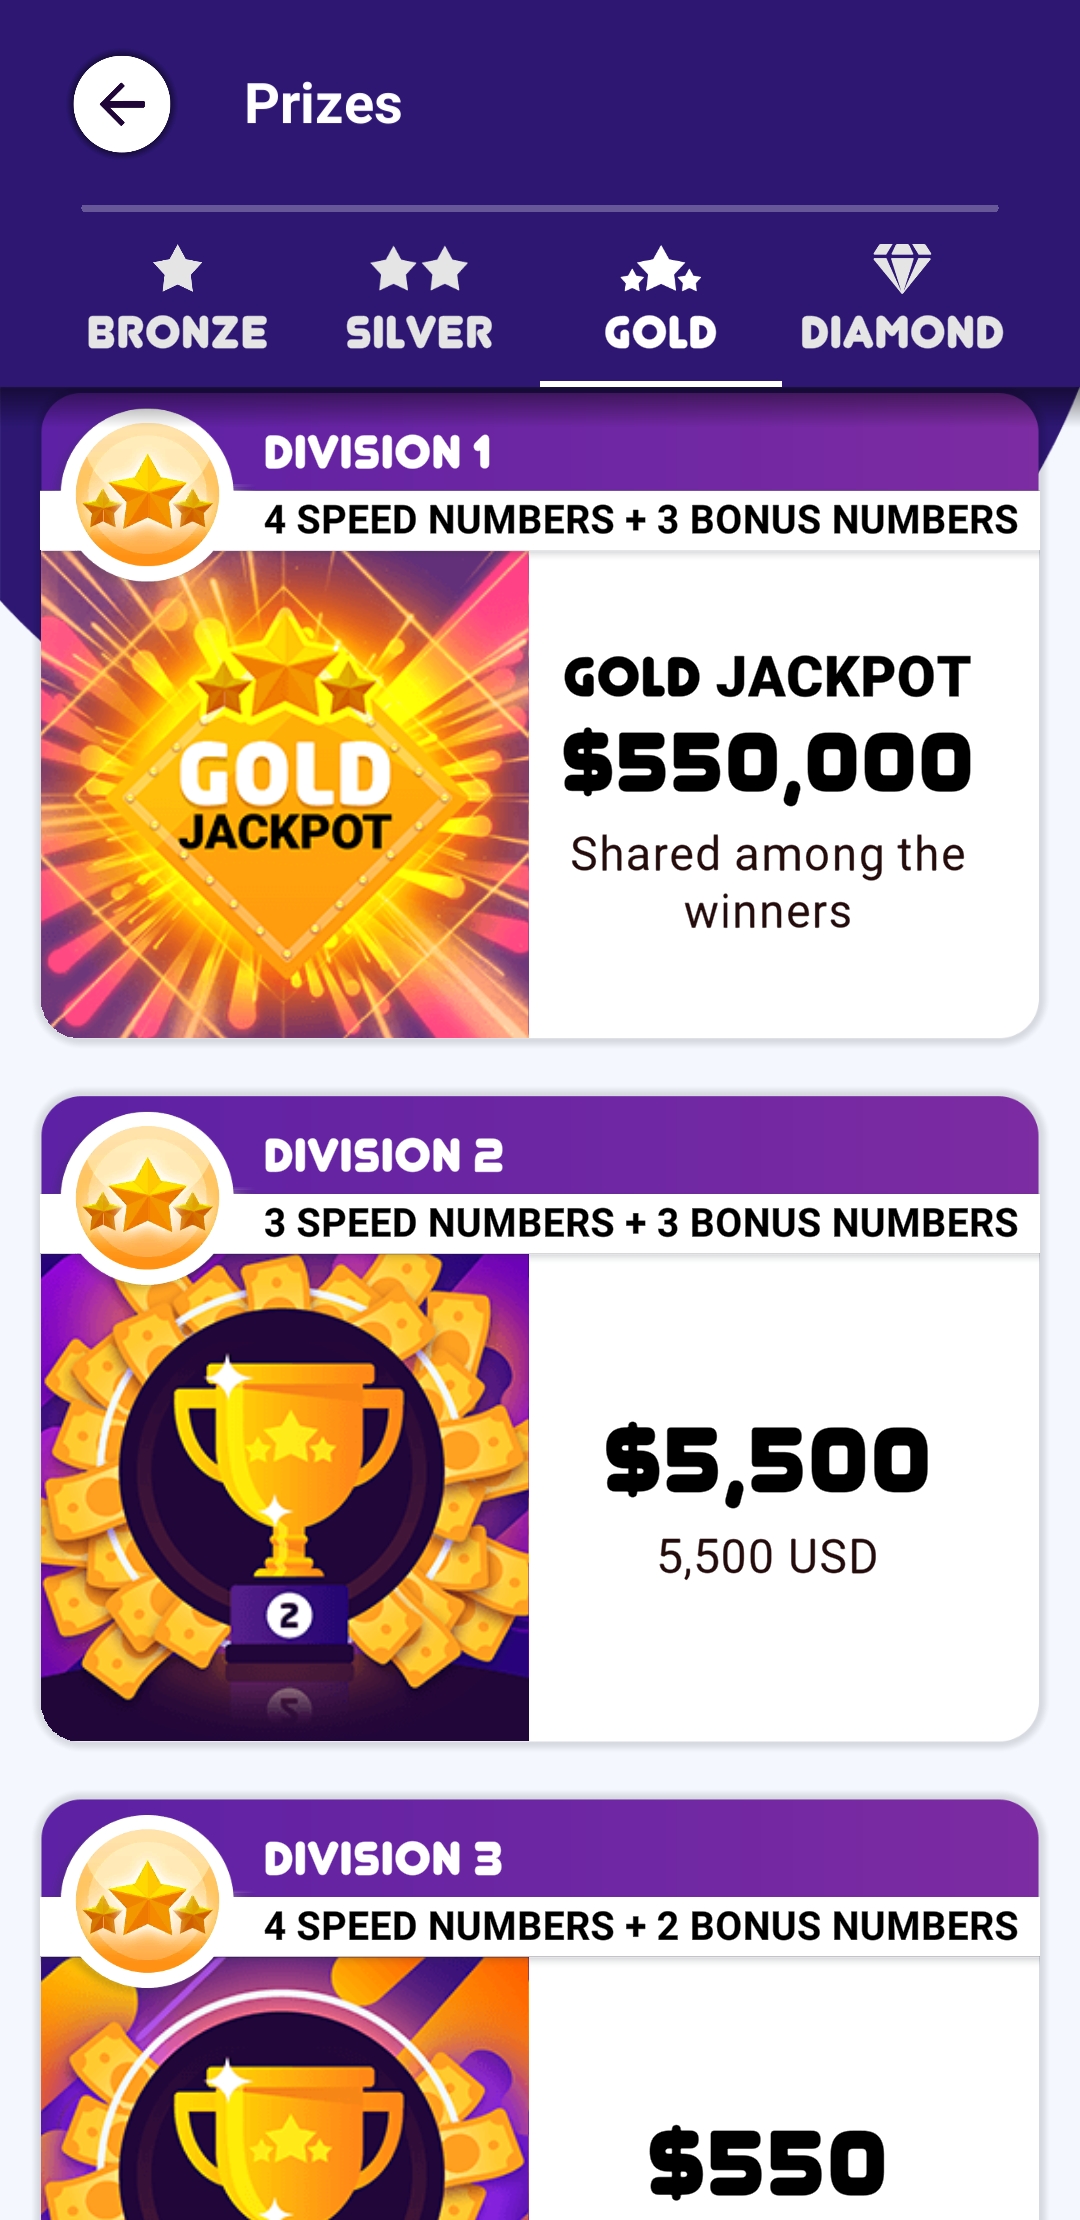 Prizes
BRONZE
SILVER
GOLD
DIAMOND
DIVISION 1
4 SPEED NUMBERS + 3 BONUS NUMBERS
GOLD
JACKPOT
GOLD JACKPOT
$550,000
Shared among the
winners
DIVISION 2
3 SPEED NUMBERS + 3 BONUS NUMBERS
2
$5,500
5,500 USD
DIVISION 3
4 SPEED NUMBERS + 2 BONUS NUMBERS
$550